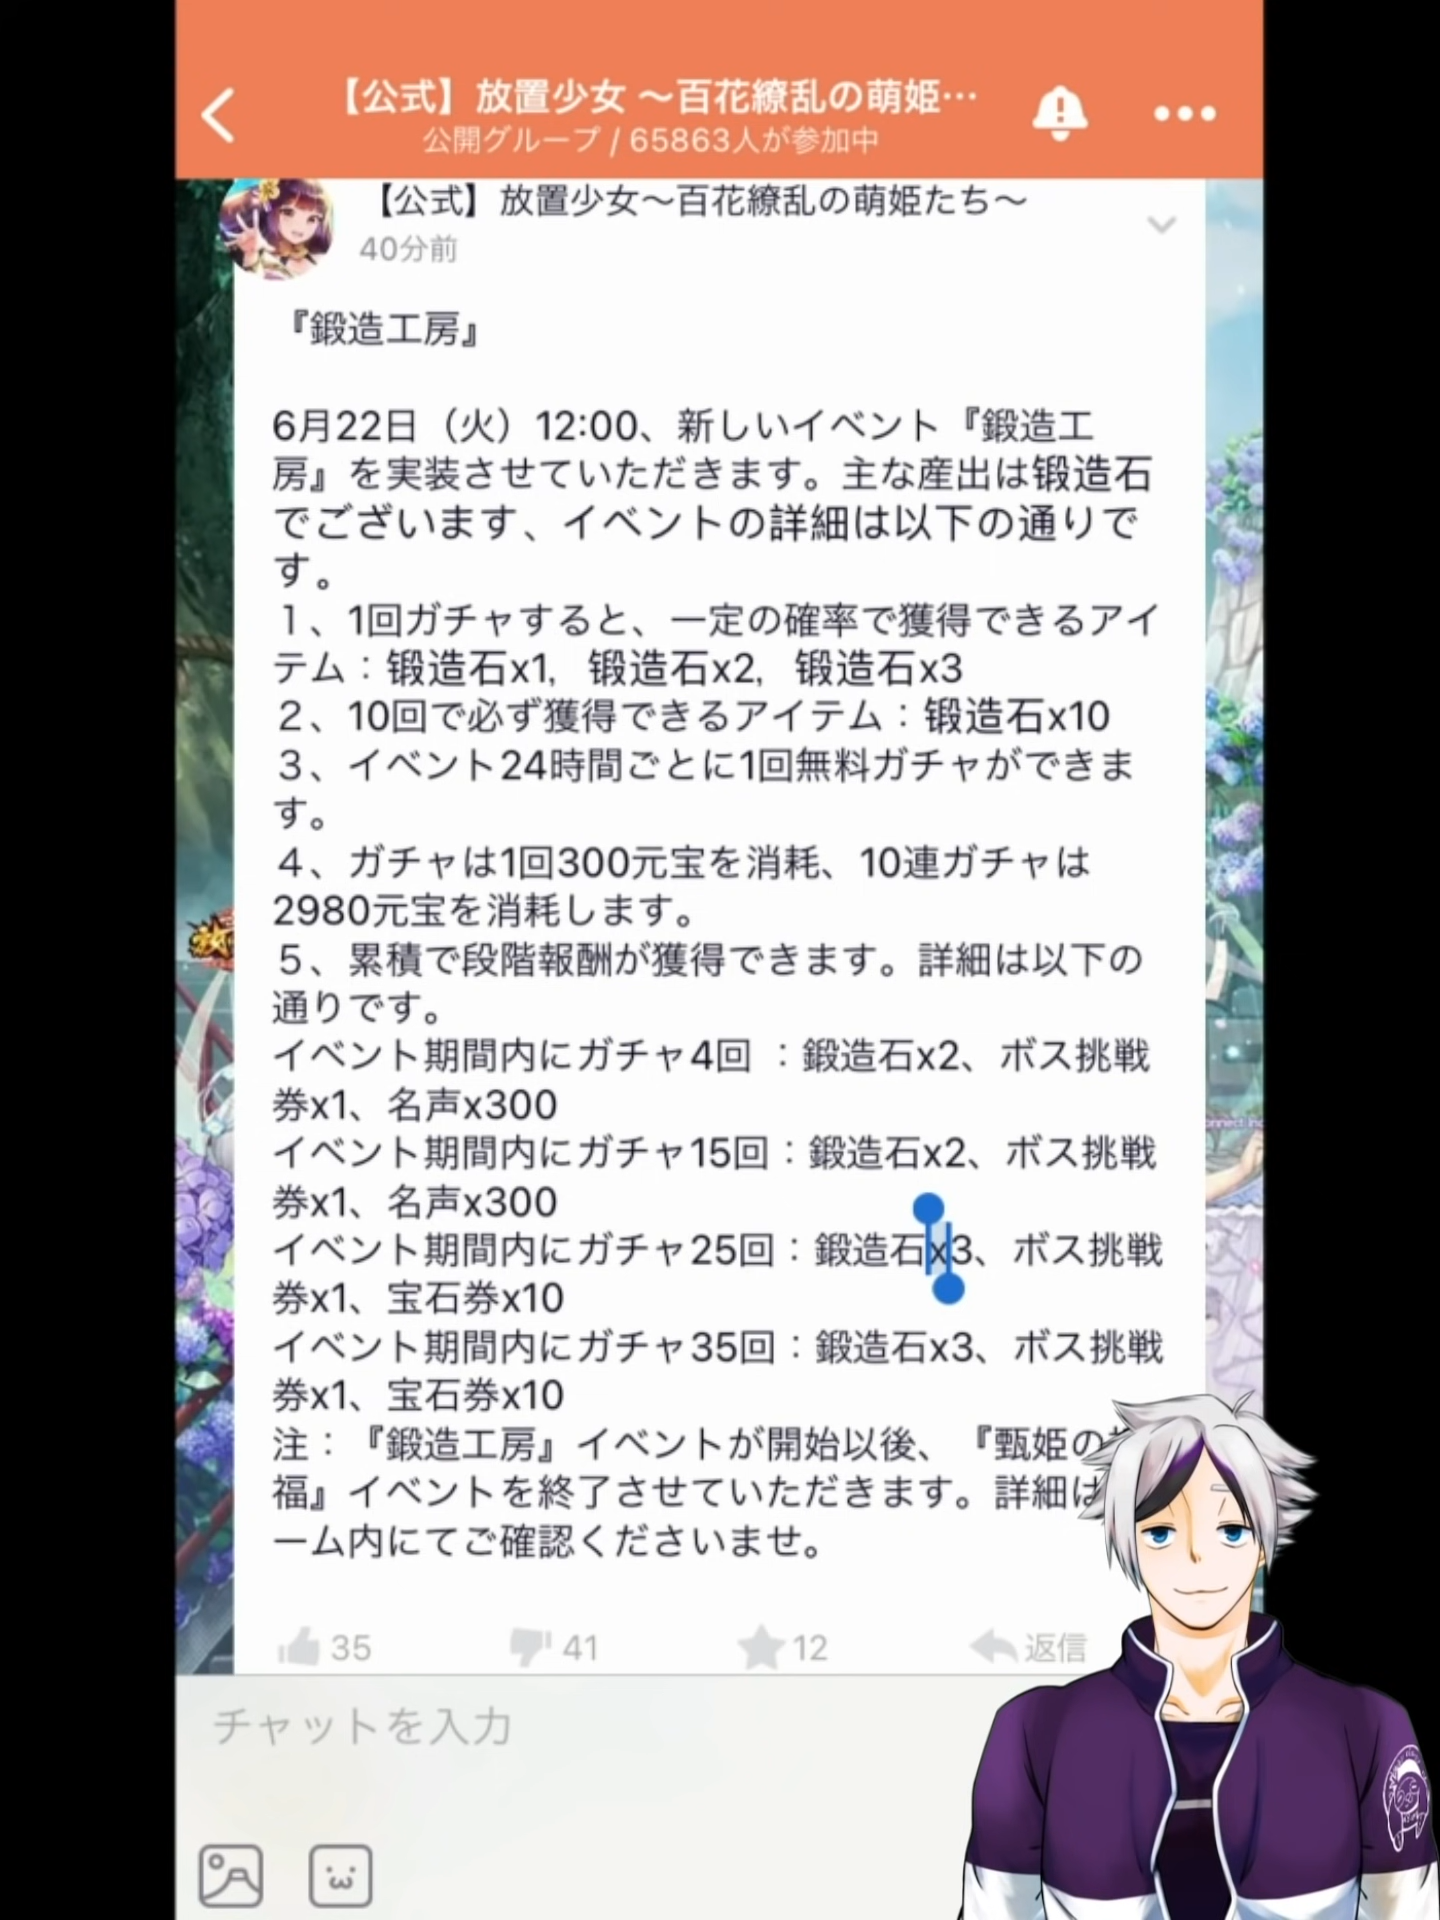 【公式】放置少女 〜百花繚乱の萌姫…
公開グループ / 65863人が参加中
【公式】放置少女〜百花繚乱の萌姫たち〜
40分前
『鍛造工房』
6月22日（火）12:00、新しいイベント『鍛造工
房』を実装させていただきます。主な産出は锻造石
でございます、イベントの詳細は以下の通りで
す。
１、1回ガチャすると、一定の確率で獲得できるアイ
テム：锻造石x1,  锻造石x2,  锻造石x3
２、10回で必ず獲得できるアイテム：锻造石x10
３、イベント24時間ごとに1回無料ガチャができま
す。
４、ガチャは1回300元宝を消耗、10連ガチャは
2980元宝を消耗します。
５、累積で段階報酬が獲得できます。詳細は以下の
通りです。
イベント期間内にガチャ4回 ：鍛造石x2、ボス挑戦
券x1、名声x300
イベント期間内にガチャ15回：鍛造石x2、ボス挑戦
券x1、名声x300
イベント期間内にガチャ25回：鍛造石x3、ボス挑戦
券x1、宝石券x10
イベント期間内にガチャ35回：鍛造石x3、ボス挑戦
券x1、宝石券x10
注：『鍛造工房』イベントが開始以後、『甄姫の
福』イベントを終了させていただきます。詳細は
ーム内にてご確認くださいませ。
35
41
12
返信
チャットを入力